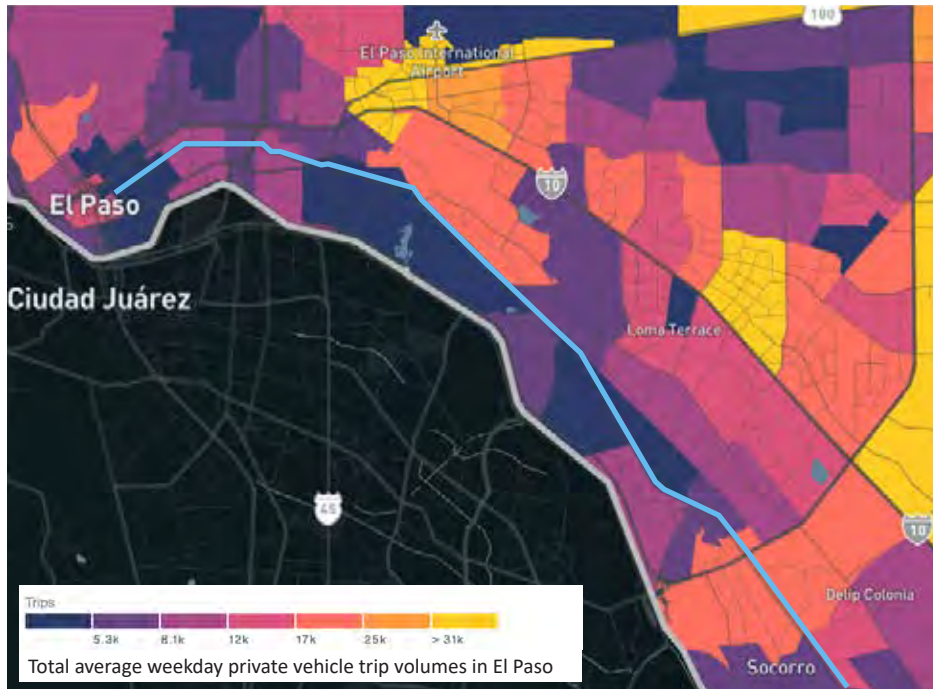 180
El Paso International
Airport
10
El Paso
Ciudad Juárez
Loma Terrace
45
10
Delip Colonia
Socorro
Trips
5.3k 8.1k 12k 17k 25k > 31k
Total average weekday private vehicle trip volumes in El Paso